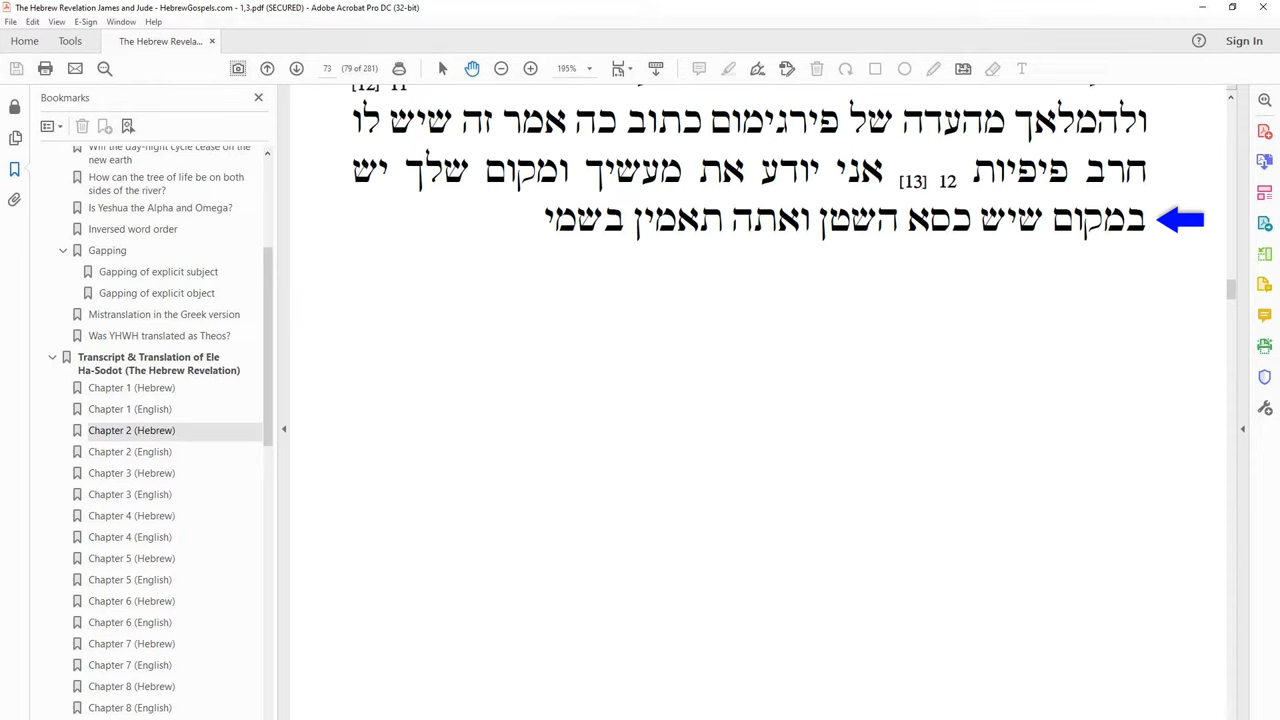 The Hebrew Revelation James and Jude - HebrewGospels.com - 1,3.pdf (SECURED) - Adobe Acrobat Pro DC (32-bit)
File Edit View E-Sign Window Help
Home Tools The Hebrew Revela... × Sign In
73 (79 of 281) 195%
Bookmarks
Will the day-night cycle cease on the
new earth
How can the tree of life be on both
sides of the river?
Is Yeshua the Alpha and Omega?
Inversed word order
Gapping
Gapping of explicit subject
Gapping of explicit object
Mistranslation in the Greek version
Was YHWH translated as Theos?
Transcript & Translation of Ele
Ha-Sodot (The Hebrew Revelation)
Chapter 1 (Hebrew)
Chapter 1 (English)
Chapter 2 (Hebrew)
Chapter 2 (English)
Chapter 3 (Hebrew)
Chapter 3 (English)
Chapter 4 (Hebrew)
Chapter 4 (English)
Chapter 5 (Hebrew)
Chapter 5 (English)
Chapter 6 (Hebrew)
Chapter 6 (English)
Chapter 7 (Hebrew)
Chapter 7 (English)
Chapter 8 (Hebrew)
Chapter 8 (English)
11 [12]
ולהמלאך מהעדה של פירגימום כתוב כה אמר זה שיש לו
חרב פיפיות 12 [13] אני יודע את מעשיך ומקום שלך יש
במקום שיש כסא השטן ואתה תאמין בשמי